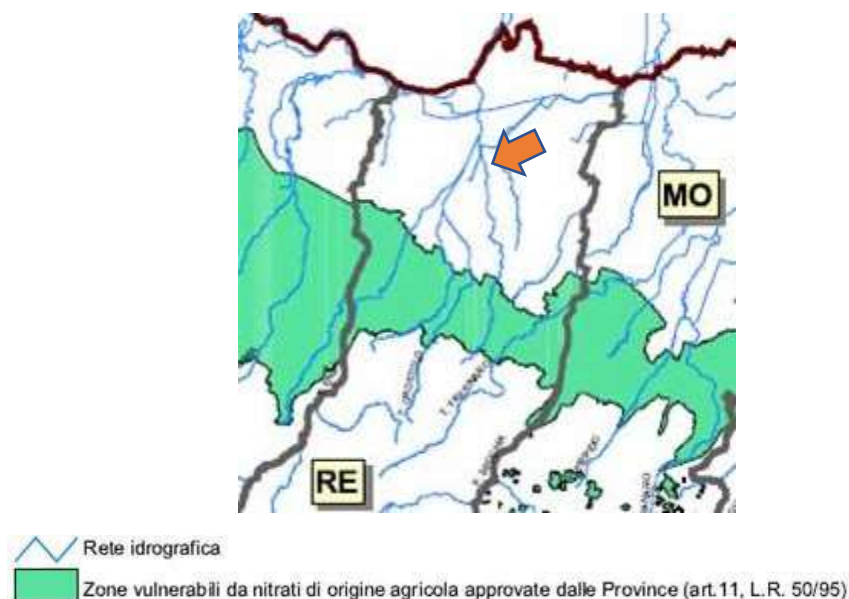 MO
RE
Rete idrografica
Zone vulnerabili da nitrati di origine agricola approvate dalle Province (art.11, L.R. 50/95)